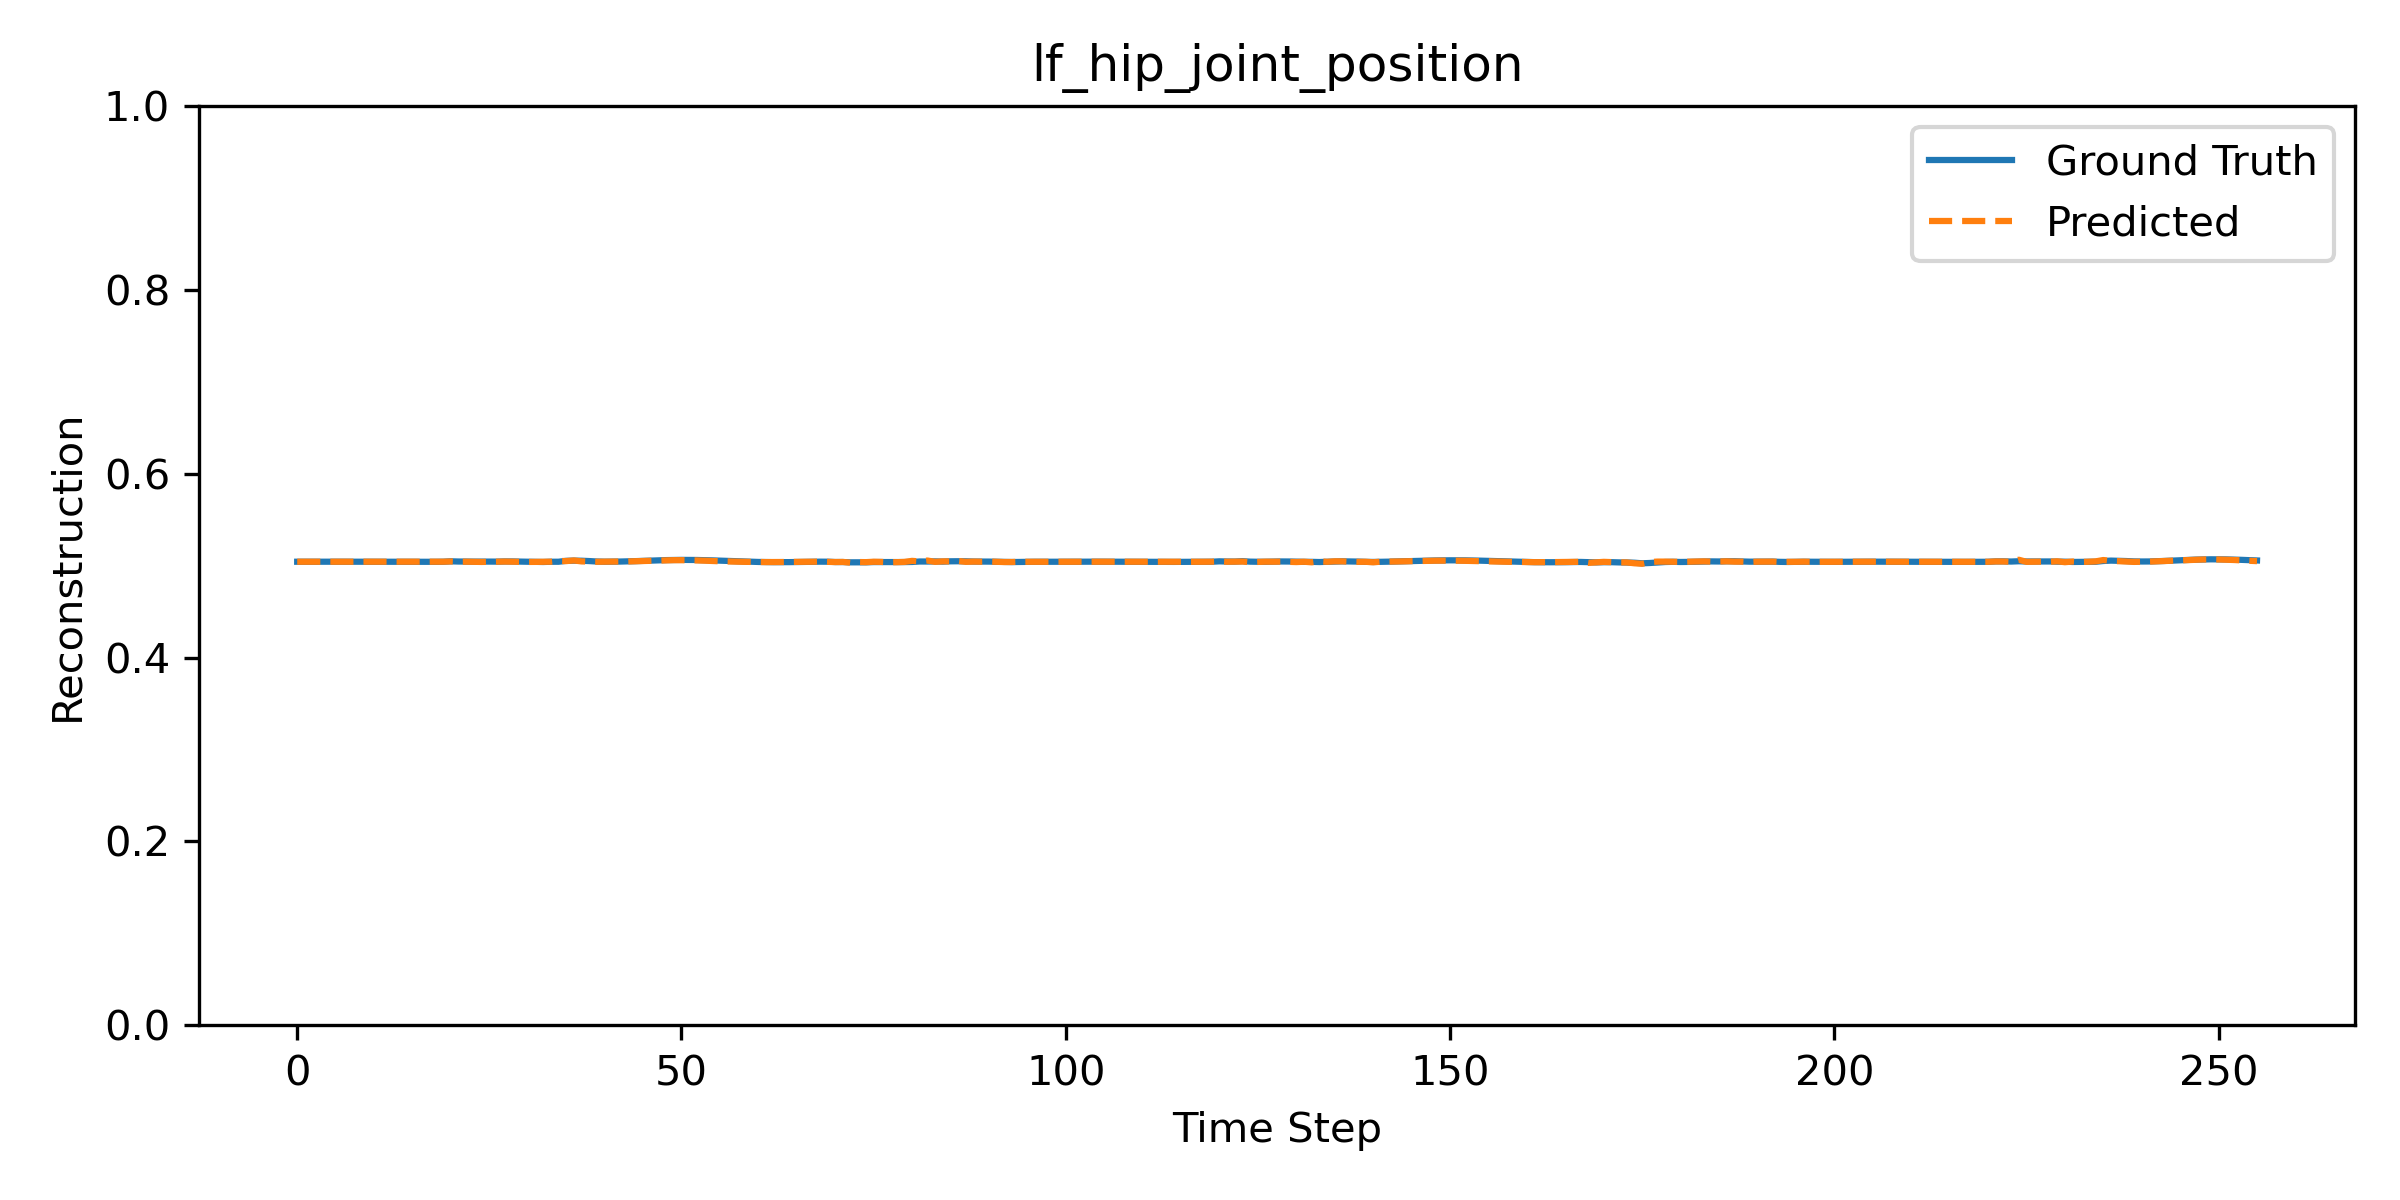 lf_hip_joint_position
1.0
0.8
0.6
0.4
0.2
0.0
Reconstruction
Ground Truth
Predicted
0 50 100 150 200 250
Time Step